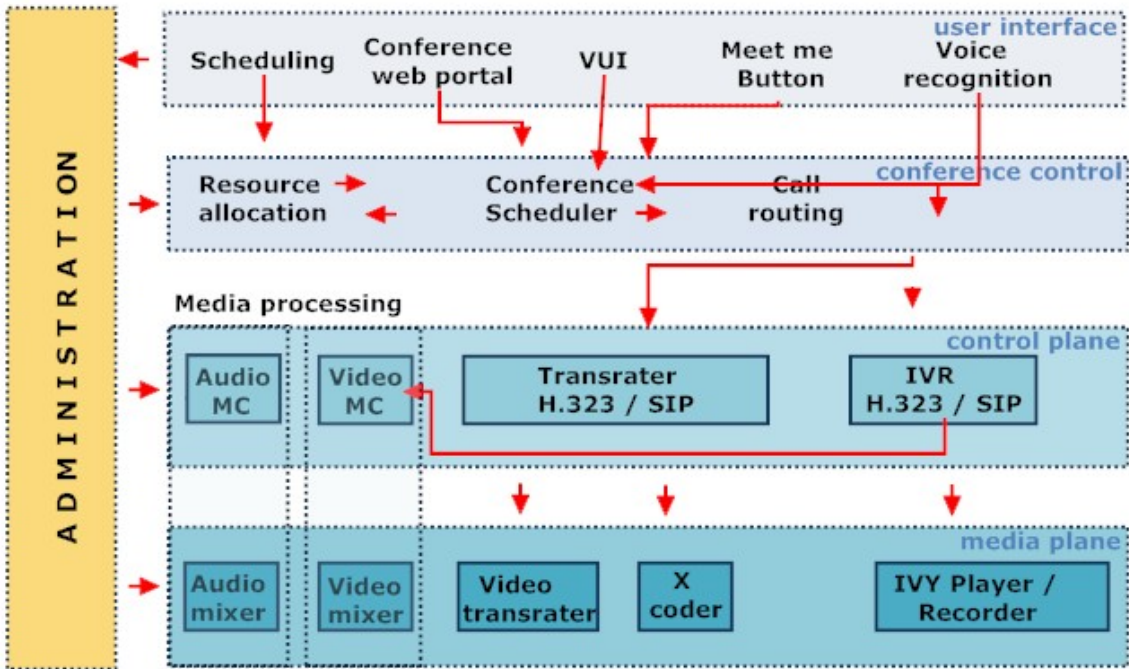 ADMINISTRATION
user interface
Scheduling
Conference
web portal
VUI
Meet me
Button
Voice
recognition
conference control
Resource
allocation
Conference
Scheduler
Call
routing
Media processing
control plane
Audio
MC
Video
MC
Transrater
H.323 / SIP
IVR
H.323 / SIP
media plane
Audio
mixer
Video
mixer
Video
transrater
X
coder
IVY Player /
Recorder